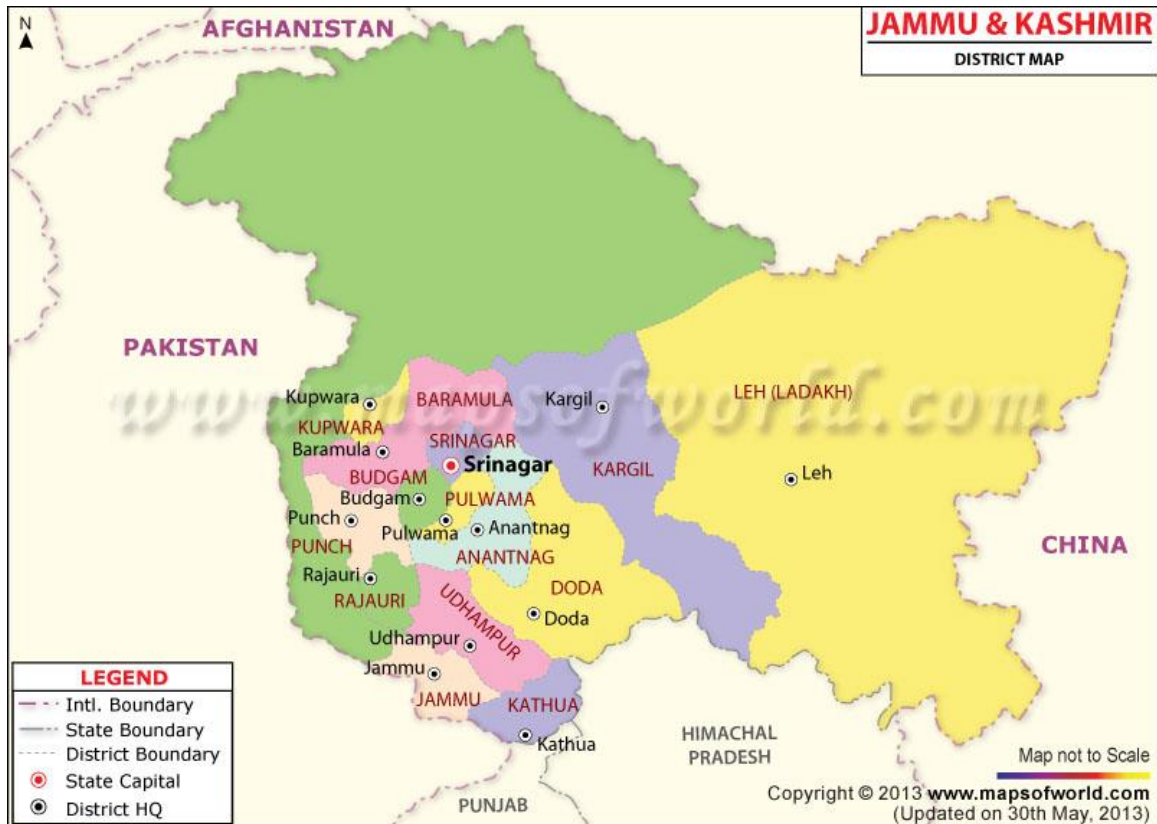 N
AFGHANISTAN
JAMMU & KASHMIR
DISTRICT MAP
PAKISTAN
www.mapsofworld.com
Kupwara
KUPWARA
BARAMULA
Baramula
SRINAGAR
Srinagar
BUDGAM
Budgam
PULWAMA
Pulwama
Punch
PUNCH
Anantnag
ANANTNAG
Rajauri
RAJAURI
Kargil
KARGIL
LEH (LADAKH)
Leh
CHINA
DODA
Doda
UDHAMPUR
Udhampur
Jammu
JAMMU
KATHUA
Kathua
HIMACHAL
PRADESH
PUNJAB
LEGEND
Intl. Boundary
State Boundary
District Boundary
State Capital
District HQ
Map not to Scale
Copyright © 2013 www.mapsofworld.com
(Updated on 30th May, 2013)